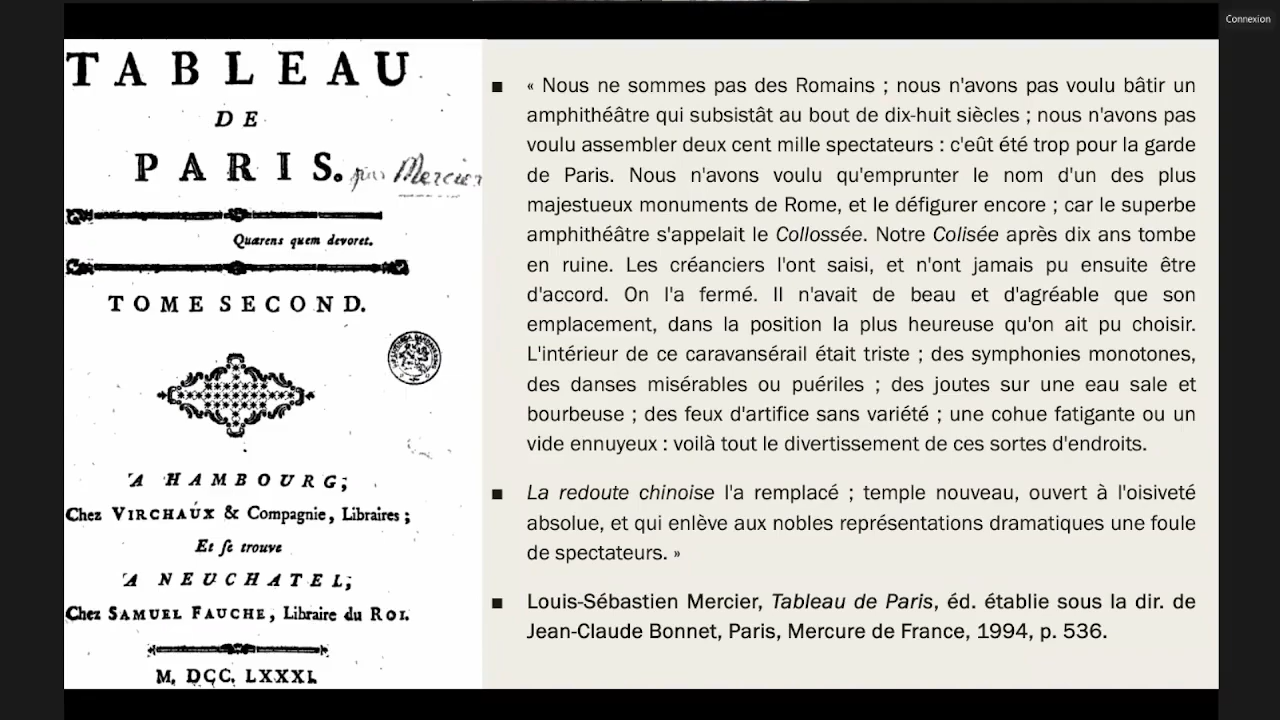 Connexion
TABLEAU
DE
PARIS.
par Mercier
Quærens quem devoret.
TOME SECOND.
A HAMBOURG;
Chez VIRCHAUX & Compagnie, Libraires;
Et se trouve
A NEUCHATEL;
Chez SAMUEL FAUCHE, Libraire du ROI.
M. DCC. LXXXI.
▪ « Nous ne sommes pas des Romains ; nous n'avons pas voulu bâtir un
amphithéâtre qui subsistât au bout de dix-huit siècles ; nous n'avons pas
voulu assembler deux cent mille spectateurs : c'eût été trop pour la garde
de Paris. Nous n'avons voulu qu'emprunter le nom d'un des plus
majestueux monuments de Rome, et le défigurer encore ; car le superbe
amphithéâtre s'appelait le Collossée. Notre Colisée après dix ans tombe
en ruine. Les créanciers l'ont saisi, et n'ont jamais pu ensuite être
d'accord. On l'a fermé. Il n'avait de beau et d'agréable que son
emplacement, dans la position la plus heureuse qu'on ait pu choisir.
L'intérieur de ce caravansérail était triste ; des symphonies monotones,
des danses misérables ou puériles ; des joutes sur une eau sale et
bourbeuse ; des feux d'artifice sans variété ; une cohue fatigante ou un
vide ennuyeux : voilà tout le divertissement de ces sortes d'endroits.
▪ La redoute chinoise l'a remplacé ; temple nouveau, ouvert à l'oisiveté
absolue, et qui enlève aux nobles représentations dramatiques une foule
de spectateurs. »
▪ Louis-Sébastien Mercier, Tableau de Paris, éd. établie sous la dir. de
Jean-Claude Bonnet, Paris, Mercure de France, 1994, p. 536.